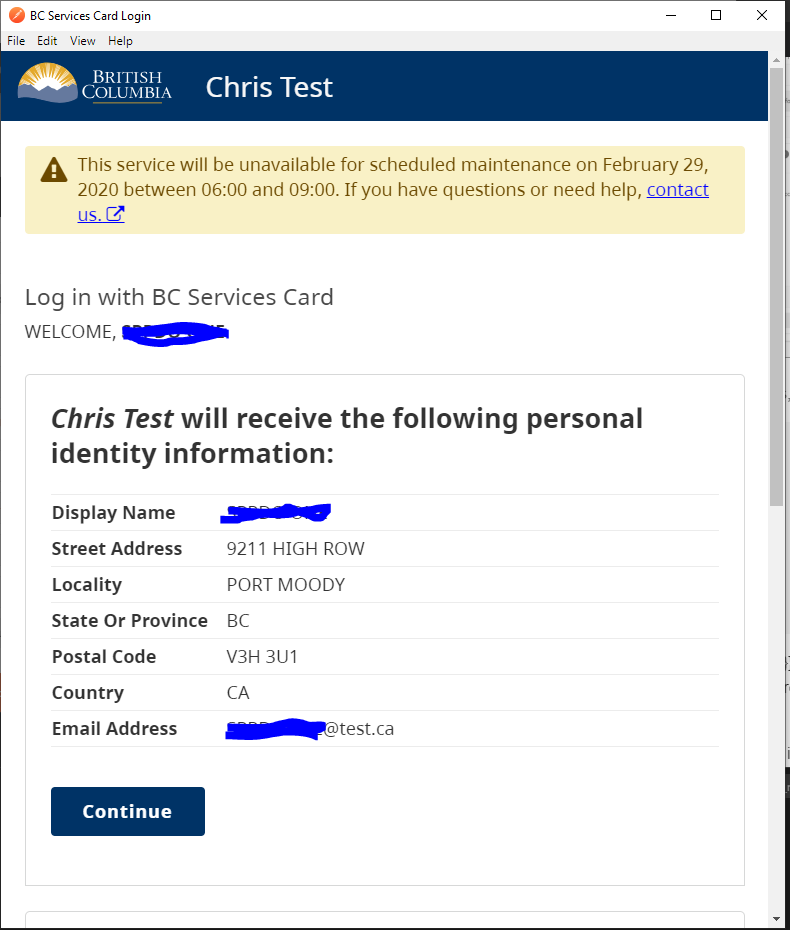 BC Services Card Login
File Edit View Help
BRITISH
COLUMBIA
Chris Test
This service will be unavailable for scheduled maintenance on February 29,
2020 between 06:00 and 09:00. If you have questions or need help, contact
us.
Log in with BC Services Card
WELCOME,
Chris Test will receive the following personal
identity information:
Display Name
Street Address 9211 HIGH ROW
Locality PORT MOODY
State Or Province BC
Postal Code V3H 3U1
Country CA
Email Address @test.ca
Continue